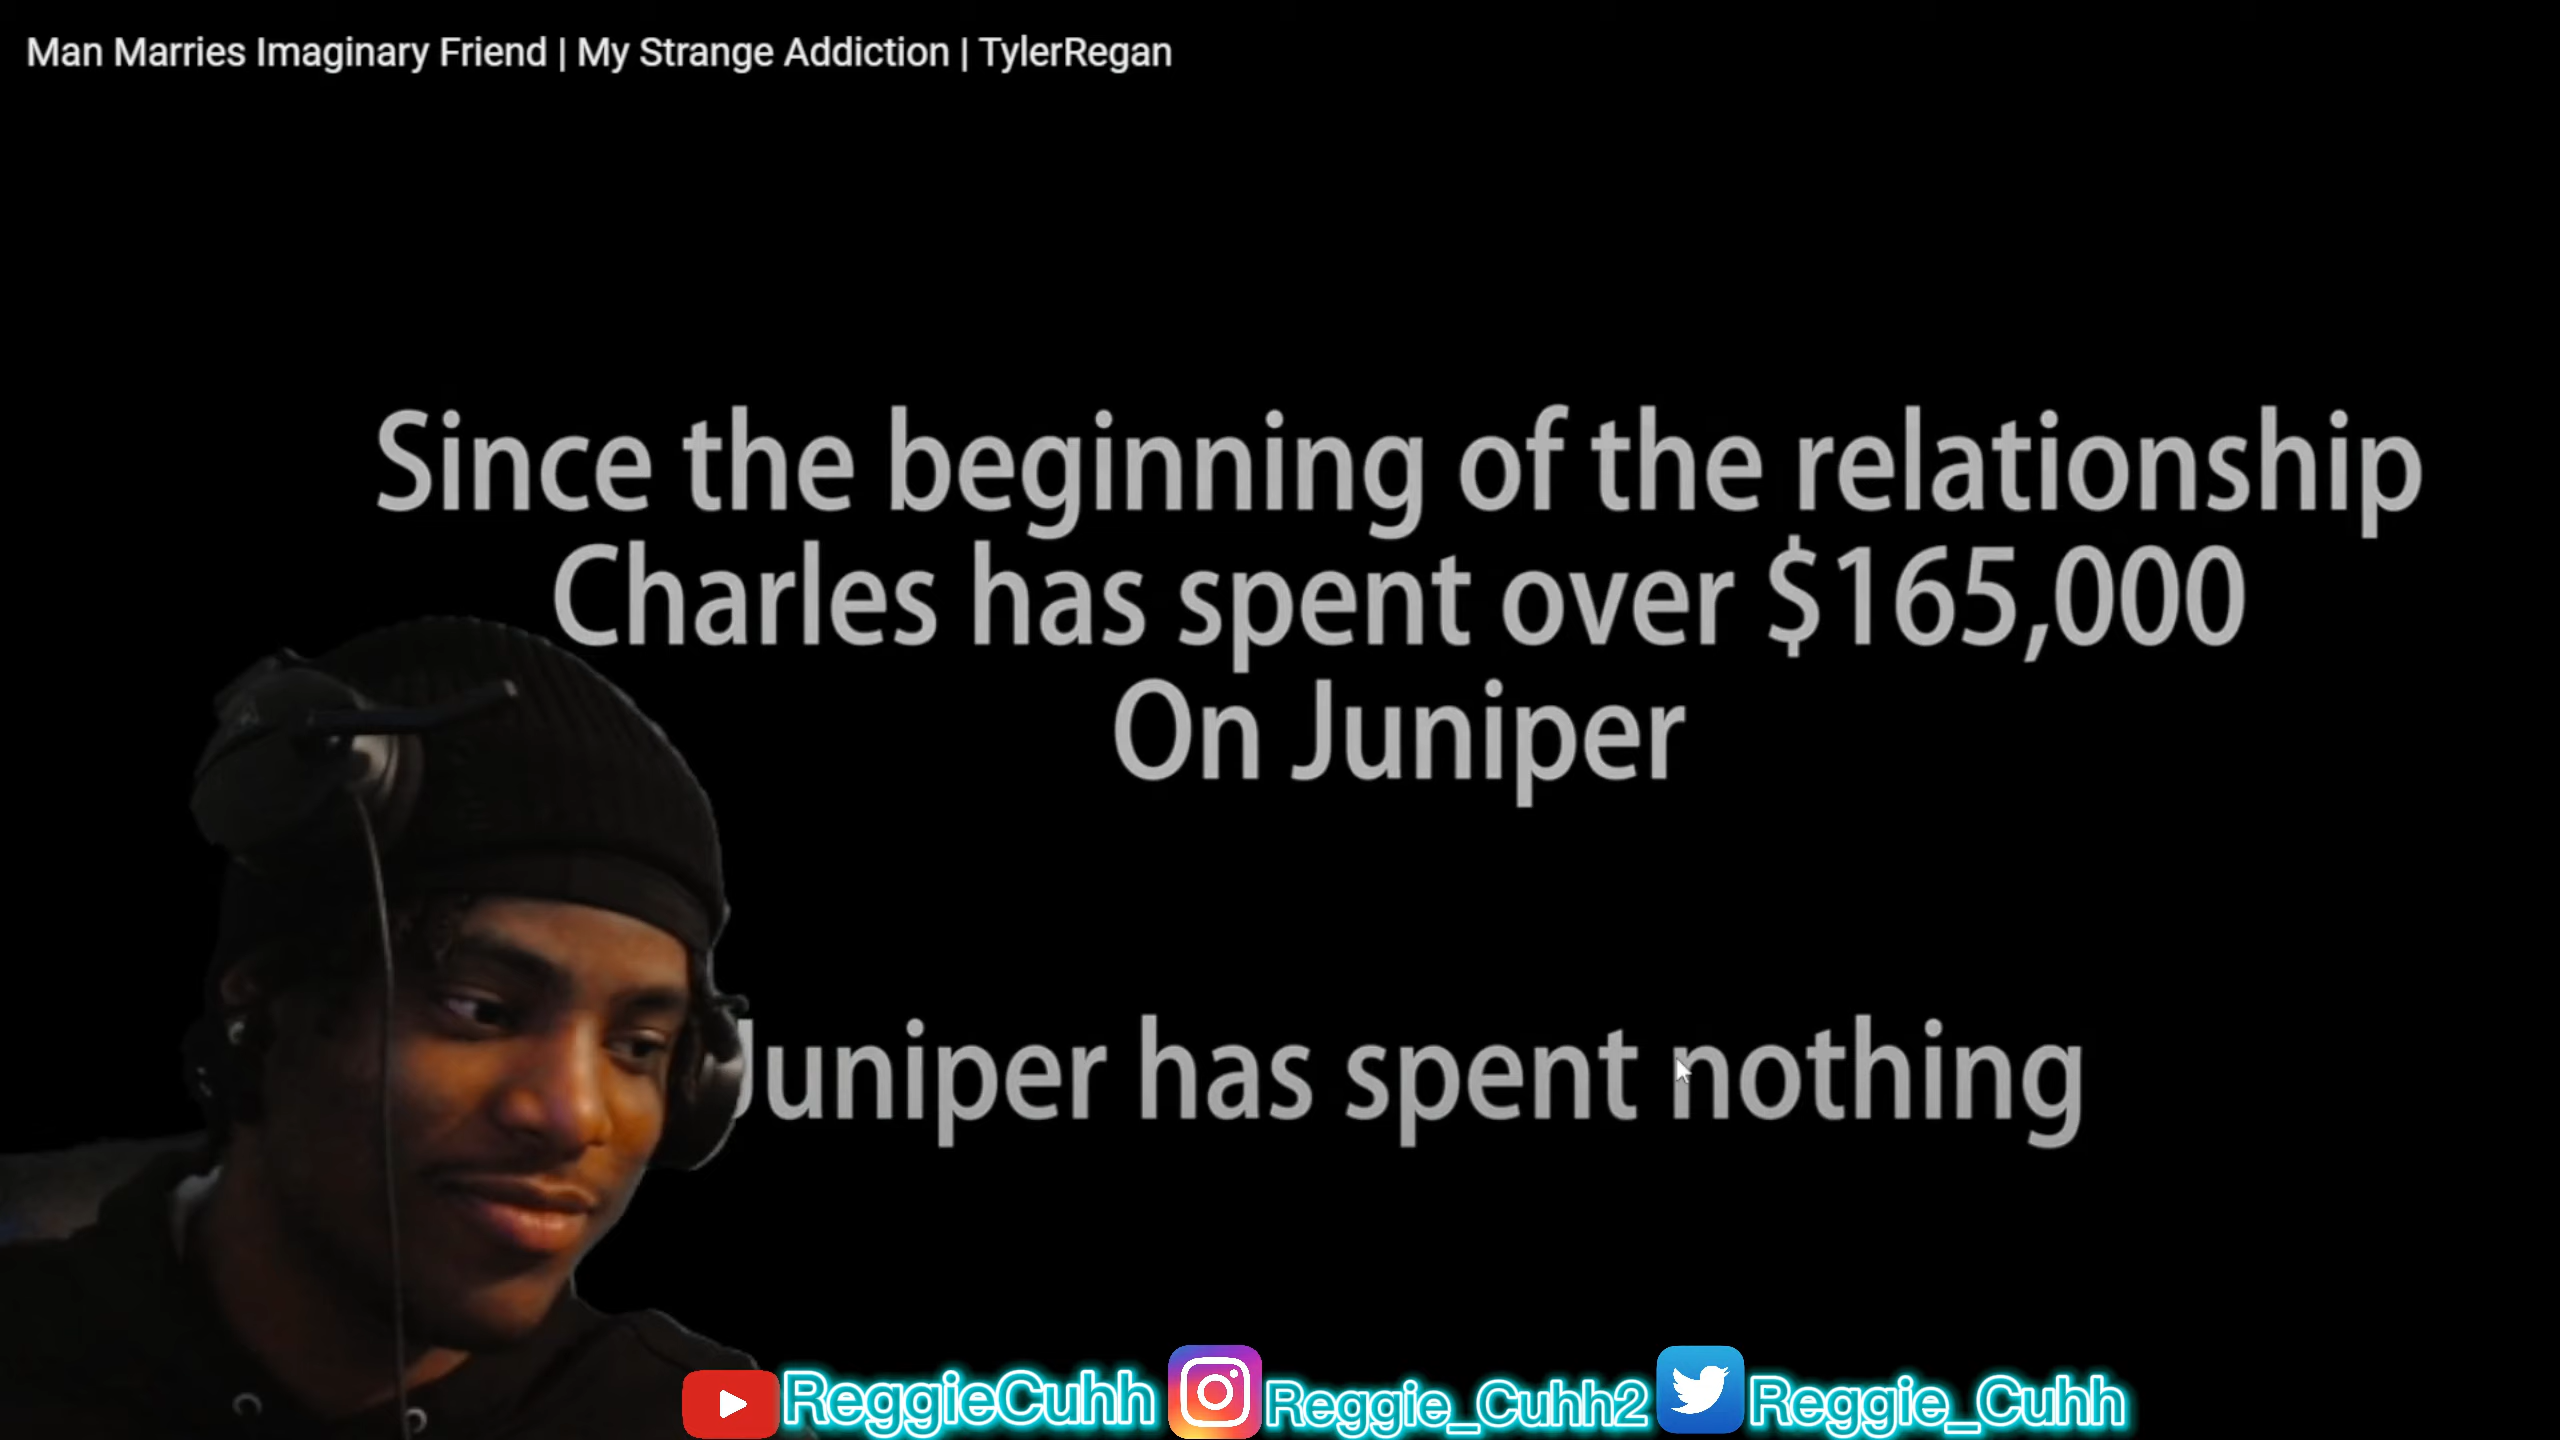 Man Marries Imaginary Friend | My Strange Addiction | TylerRegan
Since the beginning of the relationship
Charles has spent over $165,000
On Juniper
Juniper has spent nothing
ReggieCuhh Reggie_Cuhh2 Reggie_Cuhh